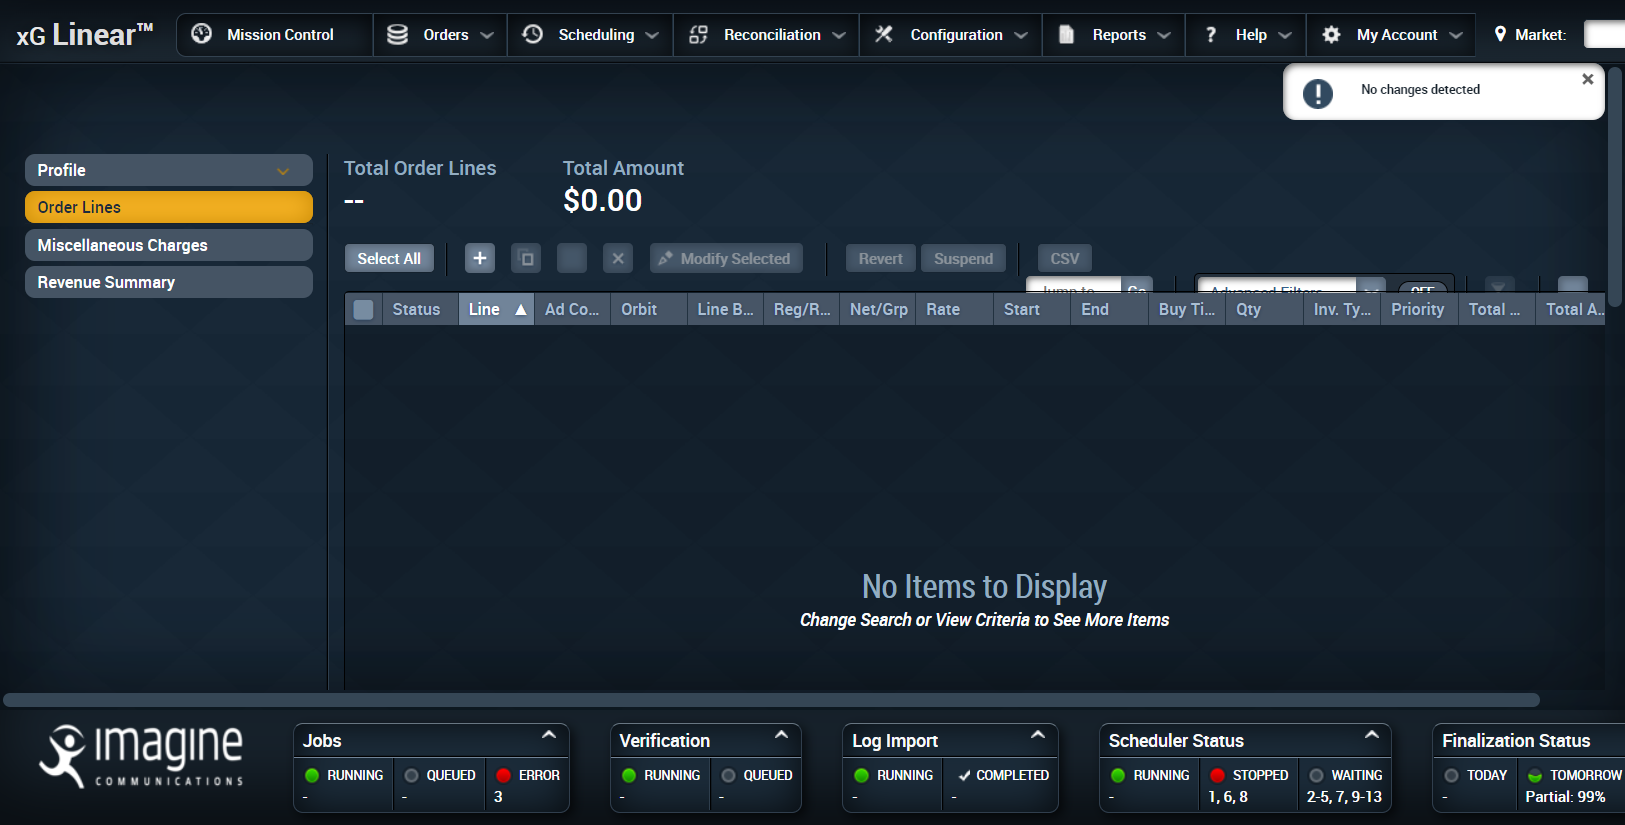 xG Linear™
Mission Control
Orders
Scheduling
Reconciliation
Configuration
Reports
? Help
My Account
Market:
No changes detected
Profile
Order Lines
Miscellaneous Charges
Revenue Summary
Total Order Lines
--
Total Amount
$0.00
Select All
Modify Selected
Revert
Suspend
CSV
Jump to
Go
Advanced Filters
OFF
Status
Line
Ad Co...
Orbit
Line B...
Reg/R...
Net/Grp
Rate
Start
End
Buy Ti...
Qty
Inv. Ty...
Priority
Total ...
Total A...
No Items to Display
Change Search or View Criteria to See More Items
imagine
COMMUNICATIONS
Jobs
RUNNING
-
QUEUED
-
ERROR
3
Verification
RUNNING
-
QUEUED
-
Log Import
RUNNING
-
COMPLETED
-
Scheduler Status
RUNNING
-
STOPPED
1, 6, 8
WAITING
2-5, 7, 9-13
Finalization Status
TODAY
-
TOMORROW
Partial: 99%